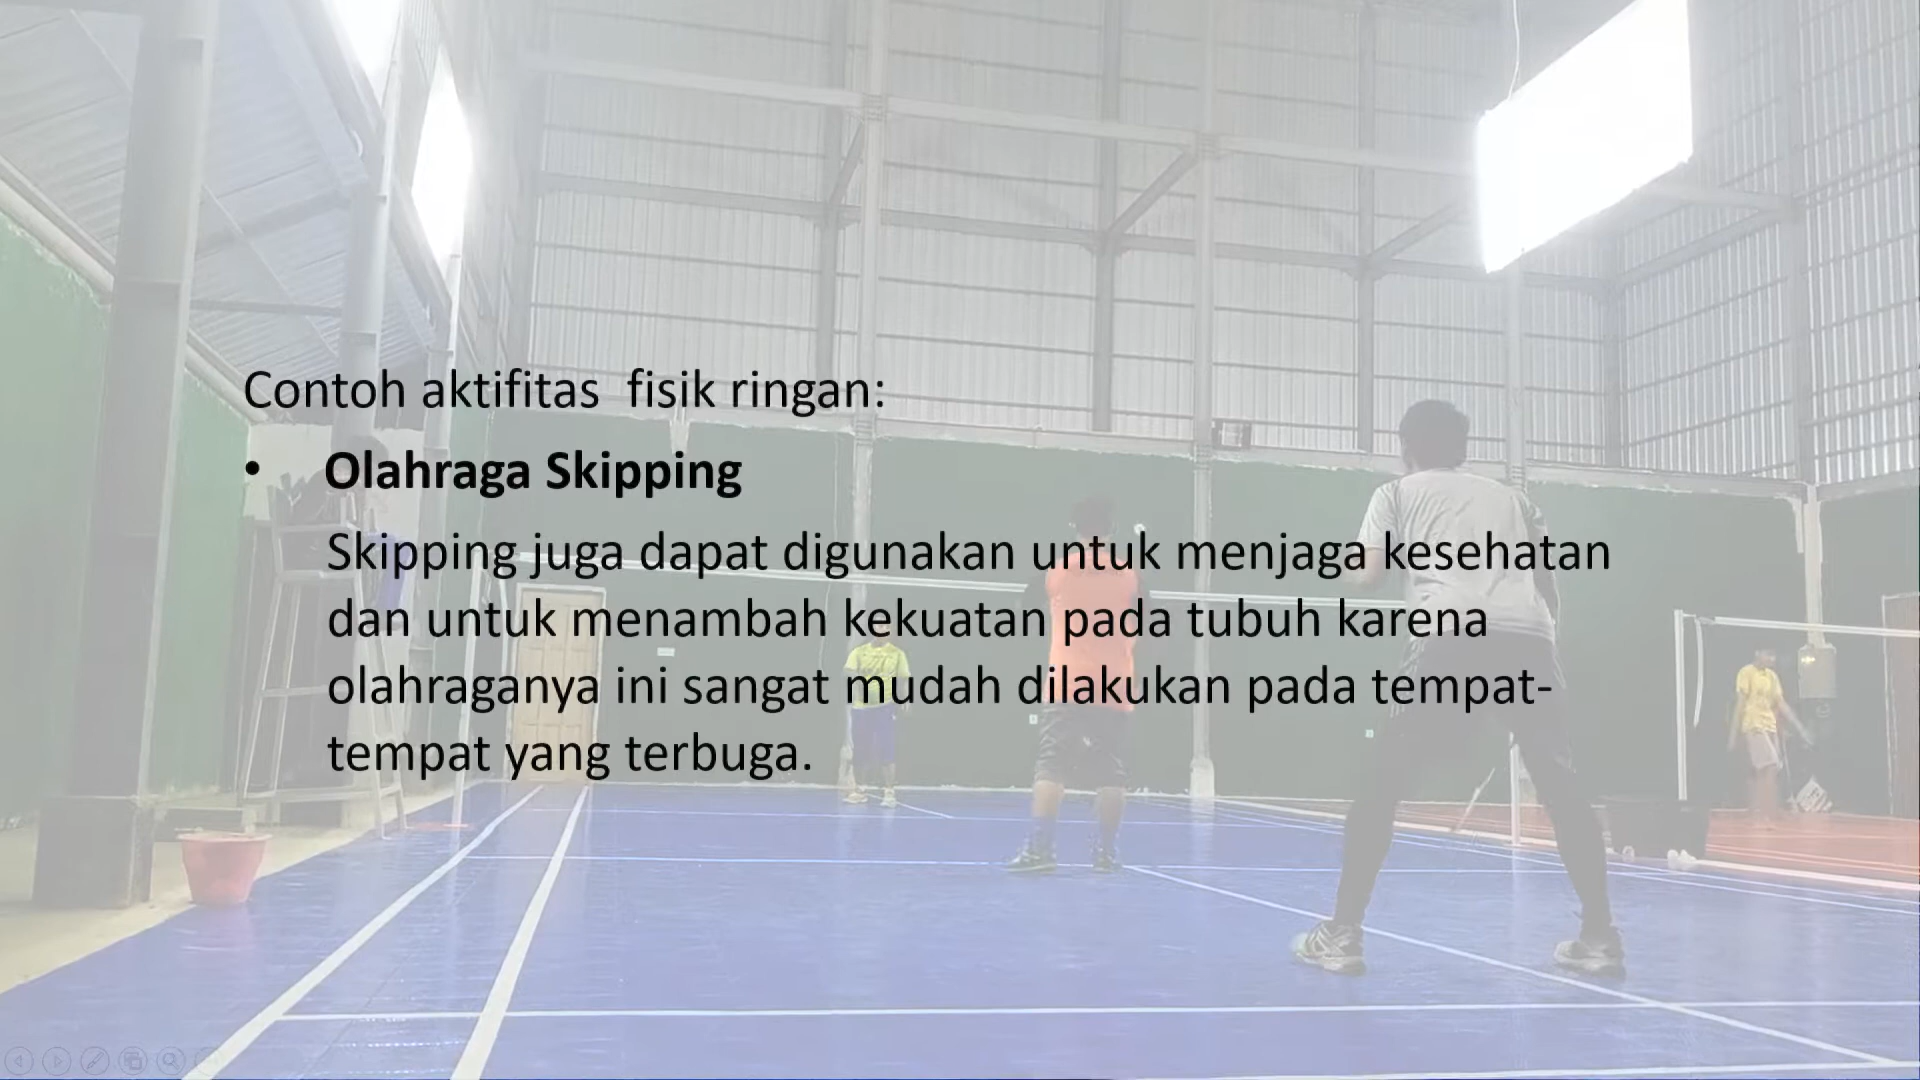 Contoh aktifitas  fisik ringan:
• Olahraga Skipping
Skipping juga dapat digunakan untuk menjaga kesehatan
dan untuk menambah kekuatan pada tubuh karena
olahraganya ini sangat mudah dilakukan pada tempat-
tempat yang terbuga.